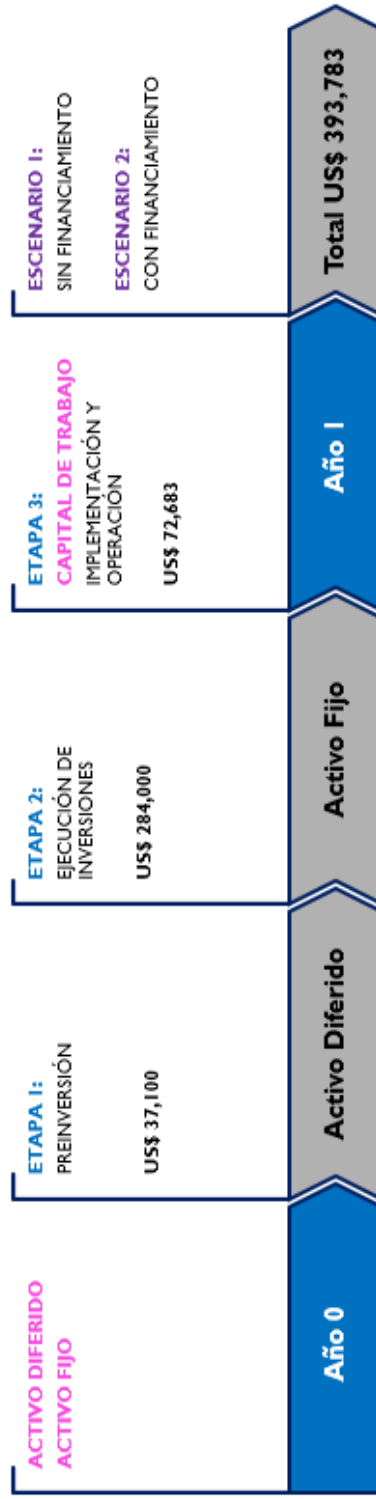 ACTIVO DIFERIDO
ACTIVO FIJO
Año 0
ETAPA 1:
PREINVERSIÓN
US$ 37,100
Activo Diferido
ETAPA 2:
EJECUCIÓN DE
INVERSIONES
US$ 284,000
Activo Fijo
ETAPA 3:
CAPITAL DE TRABAJO
IMPLEMENTACIÓN Y
OPERACIÓN
US$ 72,683
Año 1
ESCENARIO 1:
SIN FINANCIAMIENTO
ESCENARIO 2:
CON FINANCIAMIENTO
Total US$ 393,783